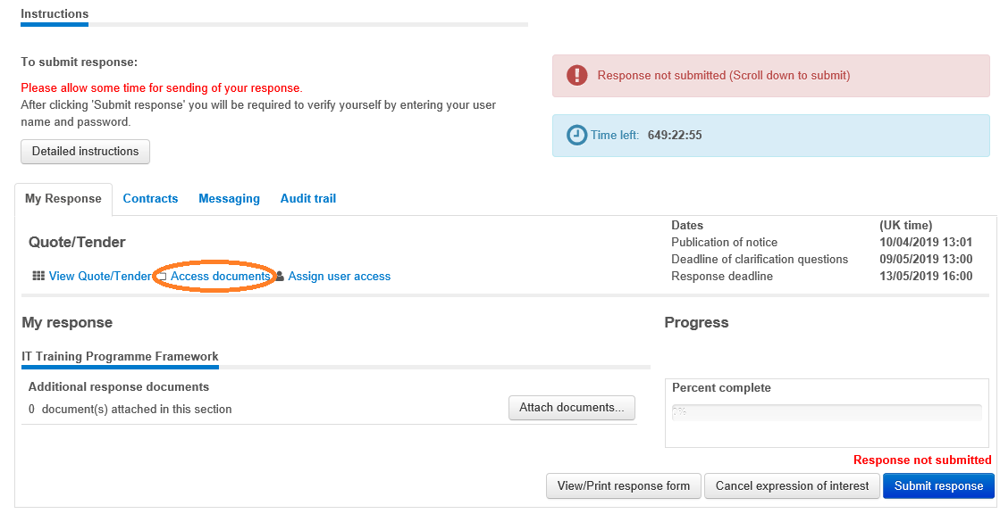 Instructions
To submit response:
Please allow some time for sending of your response.
After clicking 'Submit response' you will be required to verify yourself by entering your user
name and password.
Detailed instructions
Response not submitted (Scroll down to submit)
Time left: 649:22:55
My Response Contracts Messaging Audit trail
Quote/Tender
View Quote/Tender Access documents Assign user access
Dates (UK time)
Publication of notice 10/04/2019 13:01
Deadline of clarification questions 09/05/2019 13:00
Response deadline 13/05/2019 16:00
My response
IT Training Programme Framework
Additional response documents
0 document(s) attached in this section
Attach documents...
Progress
Percent complete
0%
Response not submitted
View/Print response form Cancel expression of interest Submit response